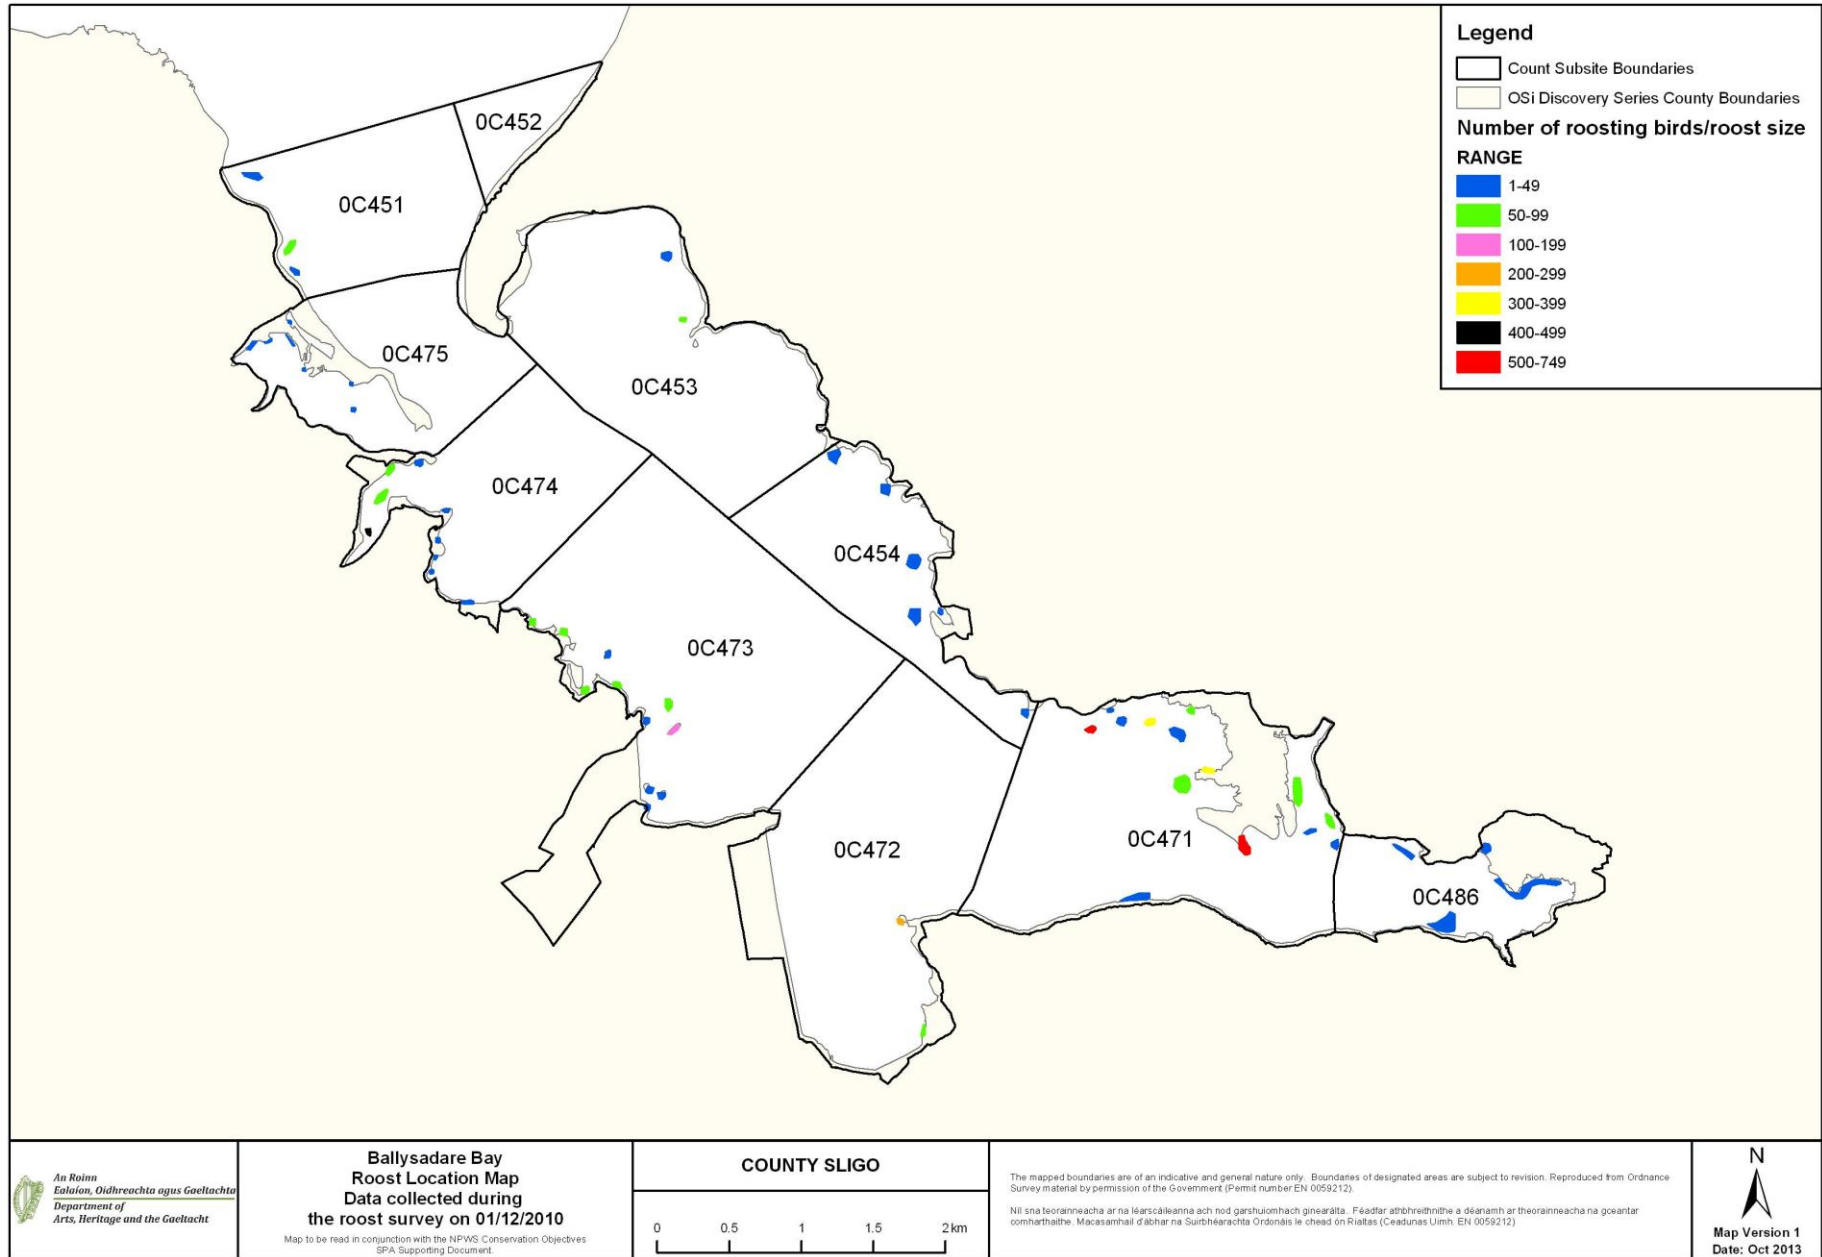 Legend
Count Subsite Boundaries
OSi Discovery Series County Boundaries
Number of roosting birds/roost size
RANGE
1-49
50-99
100-199
200-299
300-399
400-499
500-749
0C452
0C451
0C475
0C453
0C474
0C454
0C473
0C472
0C471
0C486
An Roinn
Ealaíon, Oidhreachta agus Gaeltachta
Department of
Arts, Heritage and the Gaeltacht
Ballysadare Bay
Roost Location Map
Data collected during
the roost survey on 01/12/2010
Map to be read in conjunction with the NPWS Conservation Objectives
SPA Supporting Document.
COUNTY SLIGO
0 0.5 1 1.5 2 km
The mapped boundaries are of an indicative and general nature only. Boundaries of designated areas are subject to revision. Reproduced from Ordnance
Survey material by permission of the Government (Permit number EN 0059212).
Níl sna teorainneacha ar na léarscáileanna ach nod garshuiomhach ginearálta. Féadfar athbhreithnithe a déanamh ar theorainneacha na gceantar
comharthaithe. Macasamhail d'ábhar na Suirbhéarachta Ordonáis le chead ón Rialtas (Ceadunas Uimh. EN 0059212)
N
Map Version 1
Date: Oct 2013